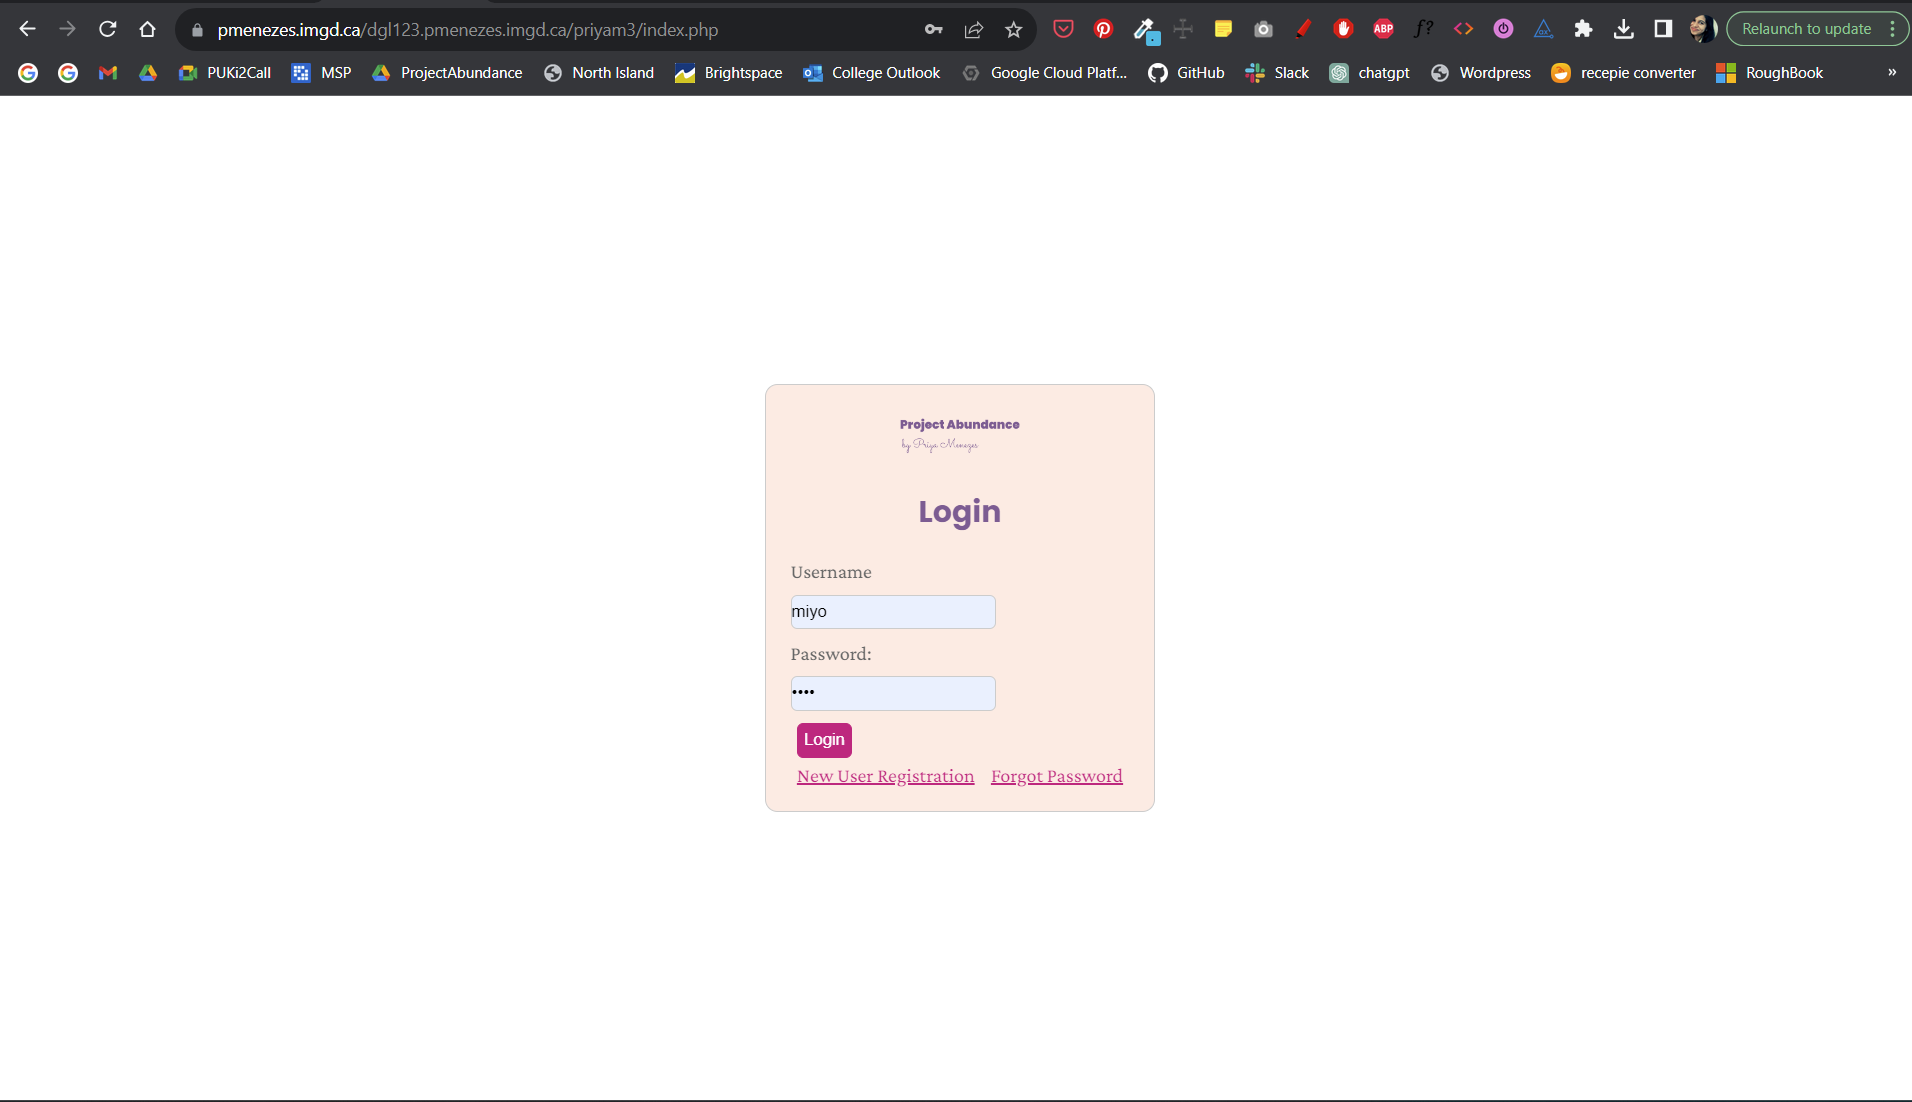 pmenezes.imgd.ca/dgl123.pmenezes.imgd.ca/priyam3/index.php
ABP
f?
Relaunch to update
PUKi2Call
MSP
ProjectAbundance
North Island
Brightspace
College Outlook
Google Cloud Platf...
GitHub
Slack
chatgpt
Wordpress
recepie converter
RoughBook
»
Project Abundance
by Priya Menezes
Login
Username
miyo
Password:
••••
Login
New User Registration
Forgot Password